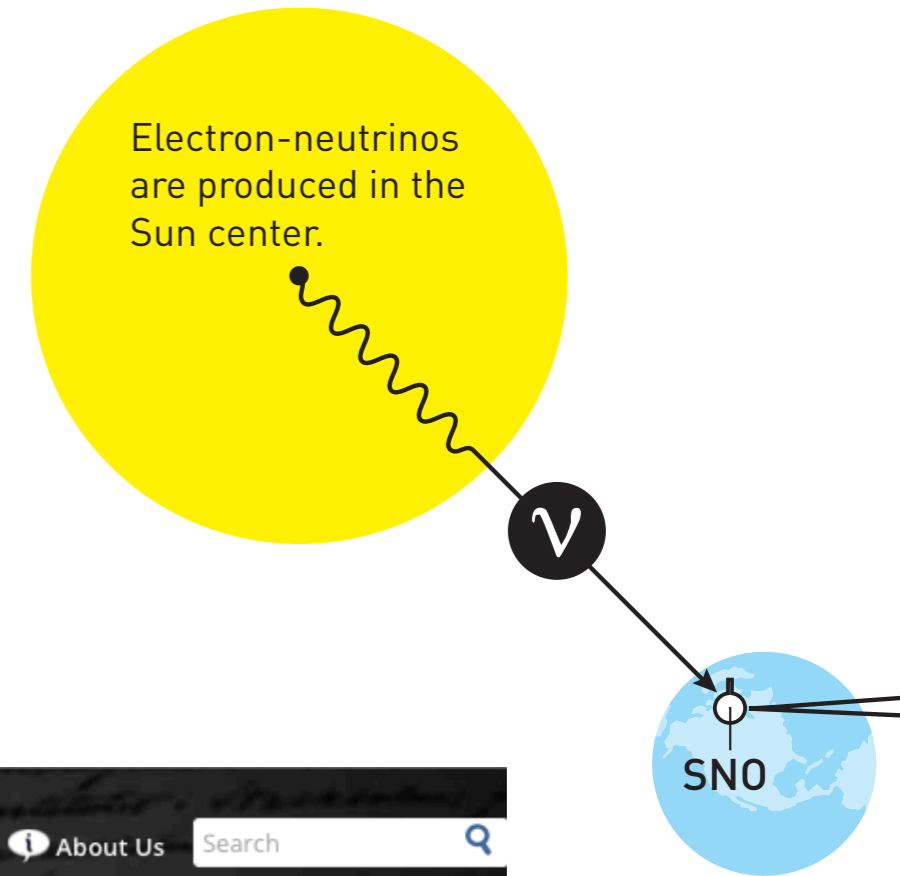 Electron-neutrinos
are produced in the
Sun center.
ν
SNO
About Us Search